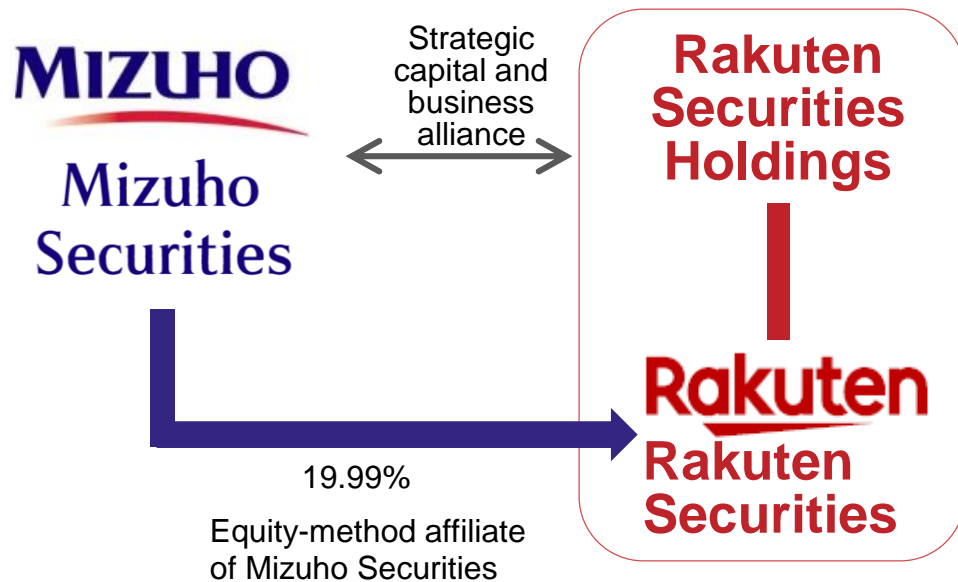 MIZUHO
Mizuho
Securities
Strategic
capital and
business
alliance
Rakuten
Securities
Holdings
Rakuten
Rakuten
Securities
19.99%
Equity-method affiliate
of Mizuho Securities